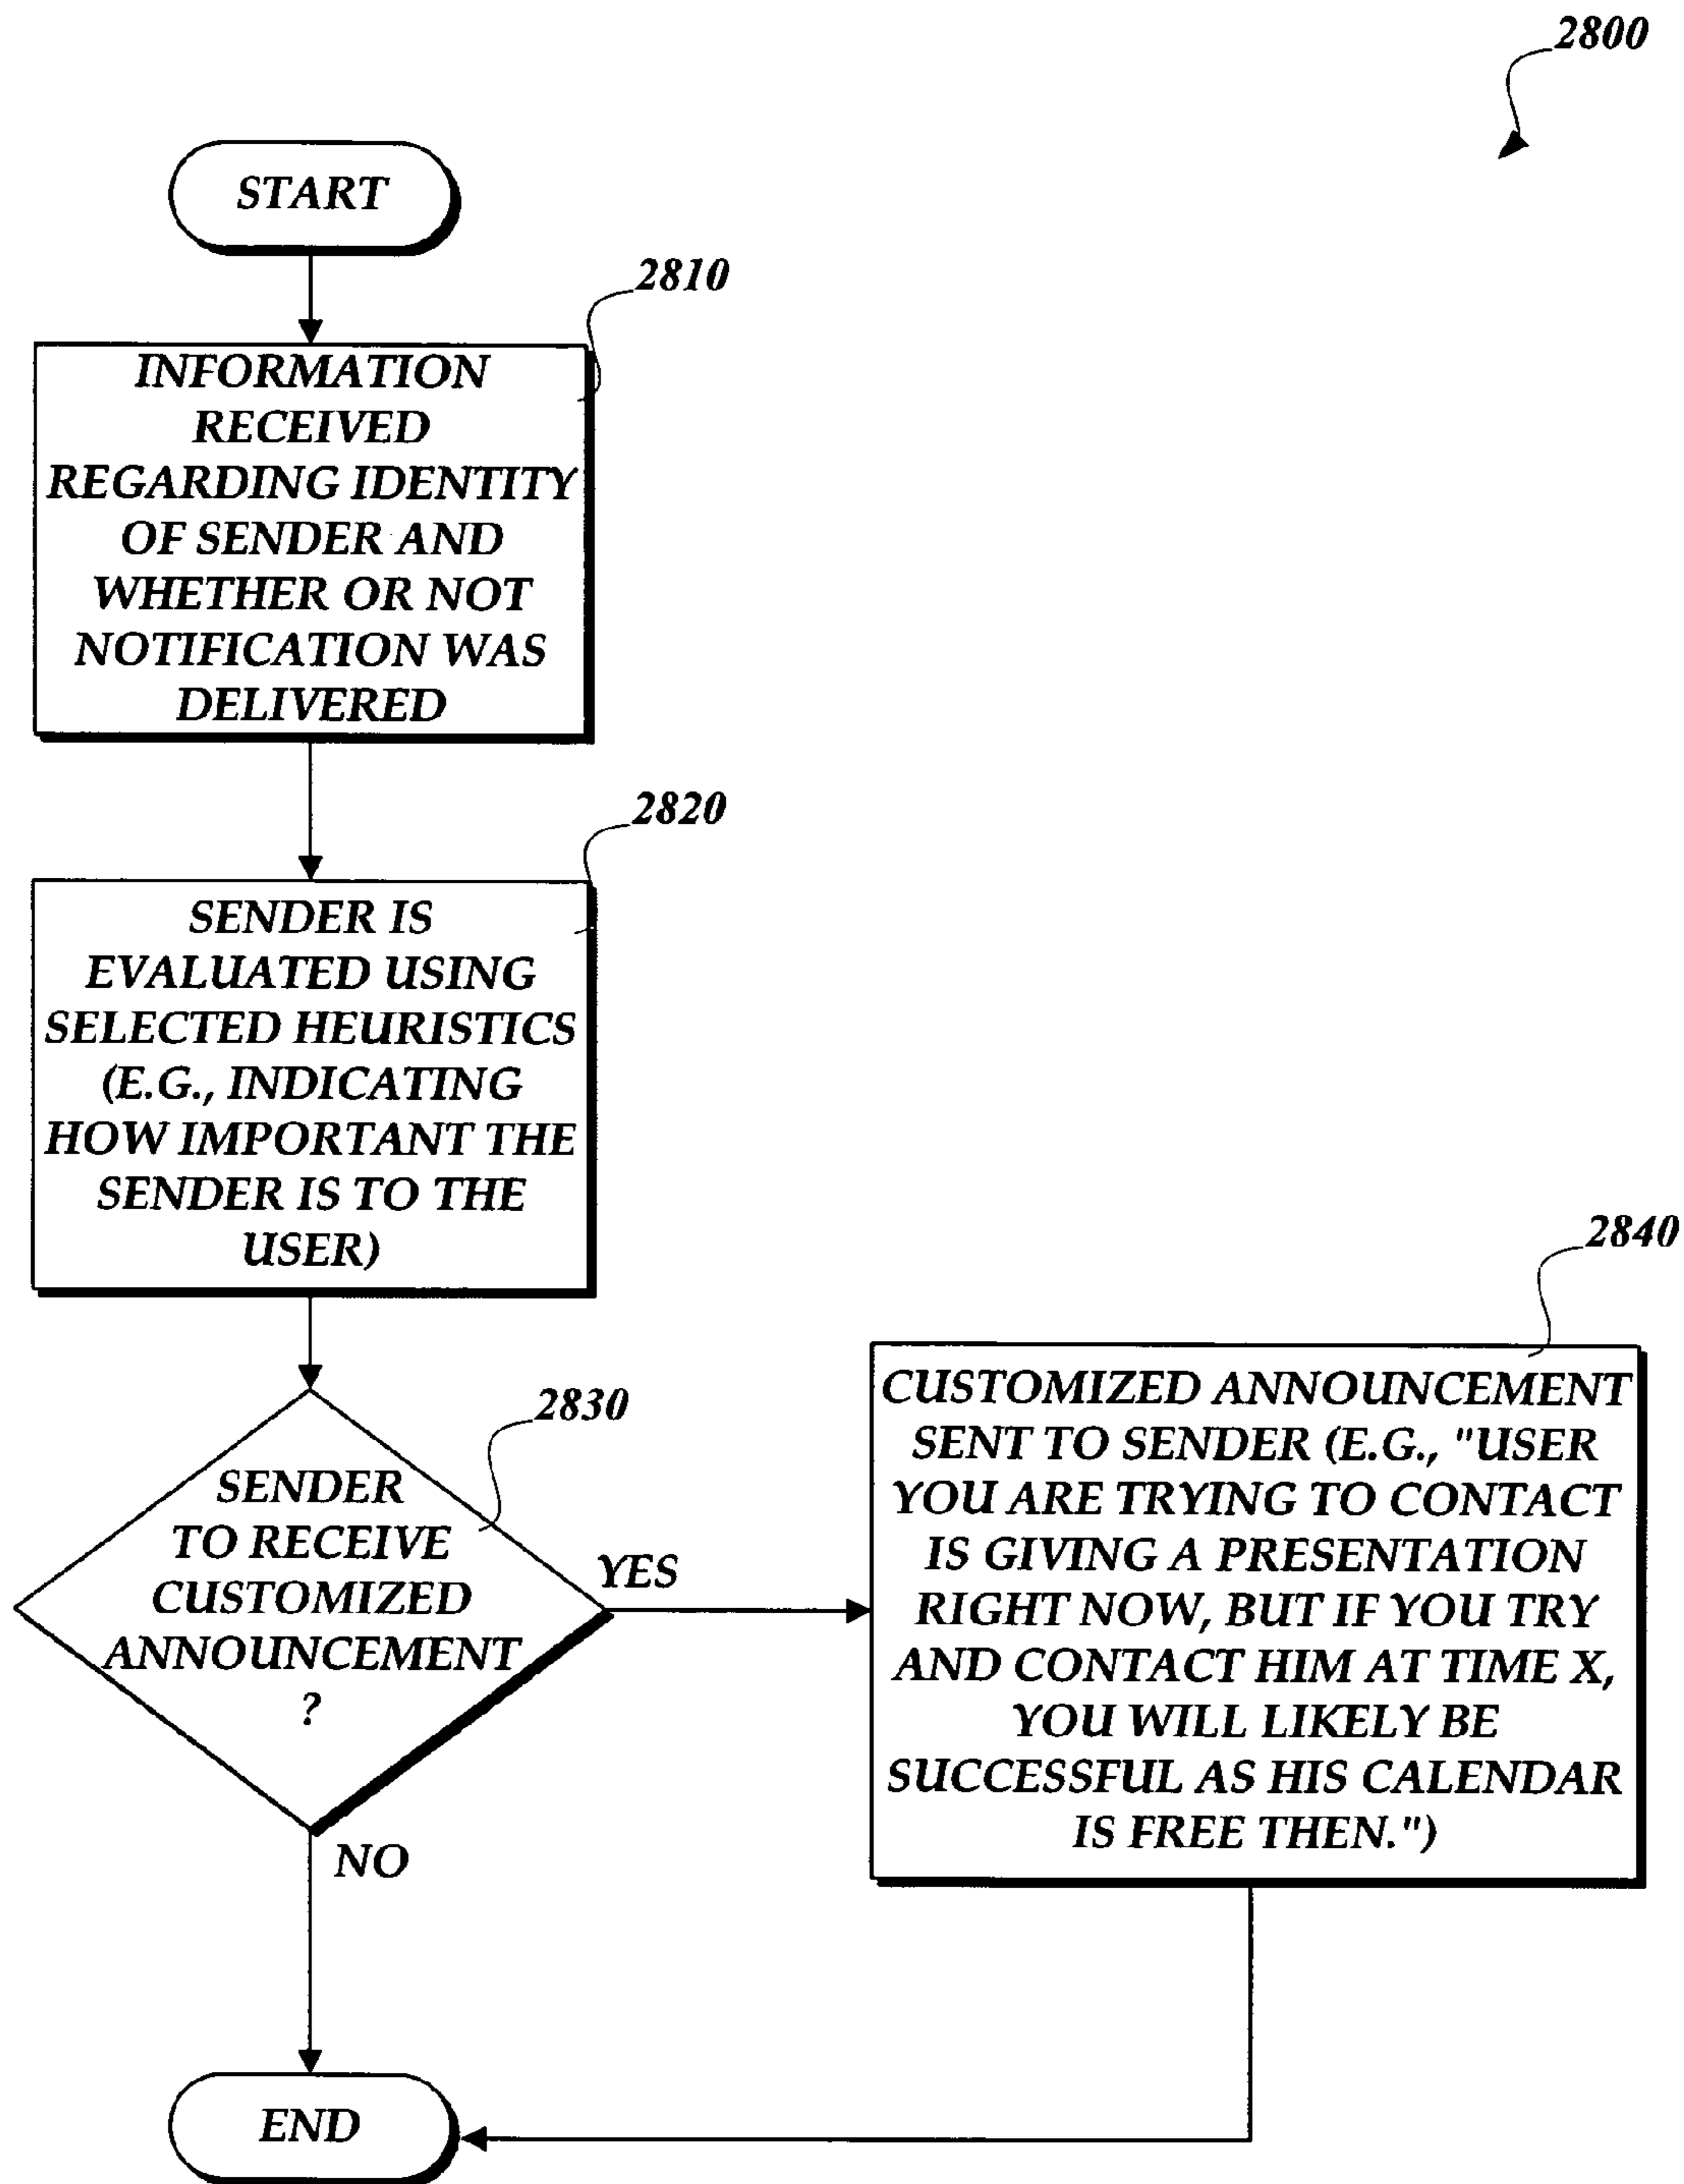 2800
START
2810
INFORMATION
RECEIVED
REGARDING IDENTITY
OF SENDER AND
WHETHER OR NOT
NOTIFICATION WAS
DELIVERED
2820
SENDER IS
EVALUATED USING
SELECTED HEURISTICS
(E.G., INDICATING
HOW IMPORTANT THE
SENDER IS TO THE
USER)
2830
SENDER
TO RECEIVE
CUSTOMIZED
ANNOUNCEMENT
?
YES
NO
2840
CUSTOMIZED ANNOUNCEMENT
SENT TO SENDER (E.G., "USER
YOU ARE TRYING TO CONTACT
IS GIVING A PRESENTATION
RIGHT NOW, BUT IF YOU TRY
AND CONTACT HIM AT TIME X,
YOU WILL LIKELY BE
SUCCESSFUL AS HIS CALENDAR
IS FREE THEN.")
END